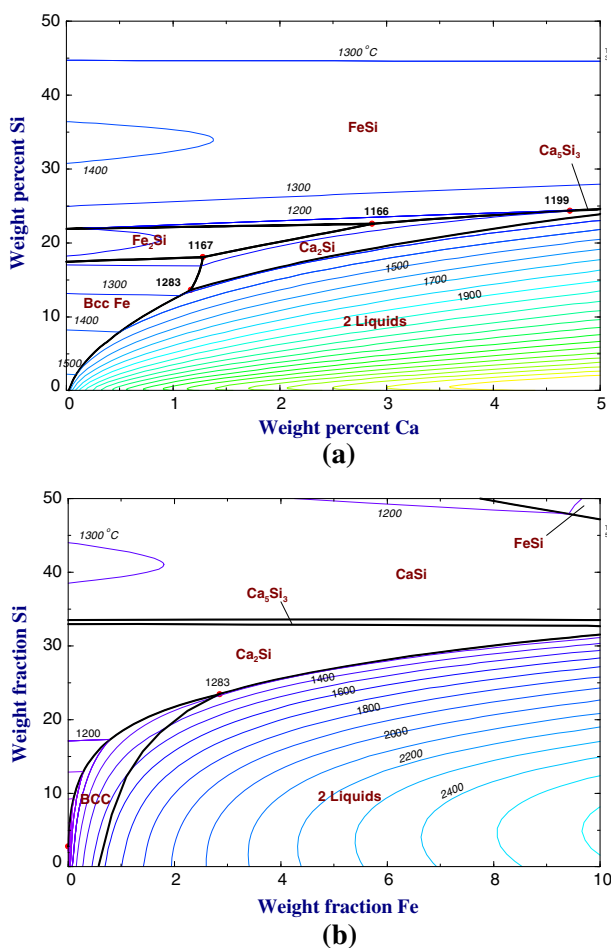 50
40
30
20
10
0
Weight percent Si
1300 °C
FeSi
1400
Ca5Si3
1300
1200
1166
1199
Fe2Si
1167
Ca2Si
1283
1500
1300
Bcc Fe
1700
1400
1900
2 Liquids
1500
0 1 2 3 4 5
Weight percent Ca
(a)
50
40
30
20
10
0
Weight fraction Si
1200
1300 °C
FeSi
CaSi
Ca5Si3
Ca2Si
1283
1400
1600
1200
1800
2000
2200
BCC
2 Liquids
2400
0 2 4 6 8 10
Weight fraction Fe
(b)